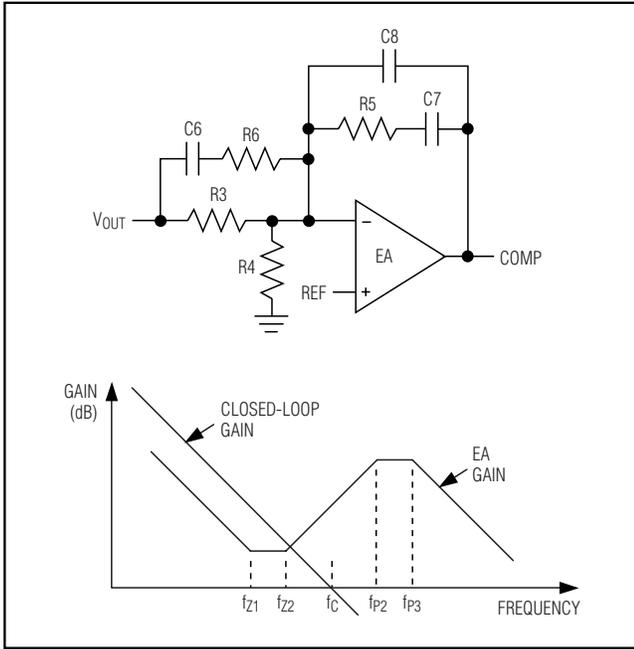 C8
R5
C7
C6
R6
R3
VOUT
R4
−
EA
COMP
REF
+
GAIN
(dB)
CLOSED-LOOP
GAIN
EA
GAIN
fZ1
fZ2
fC
fP2
fP3
FREQUENCY